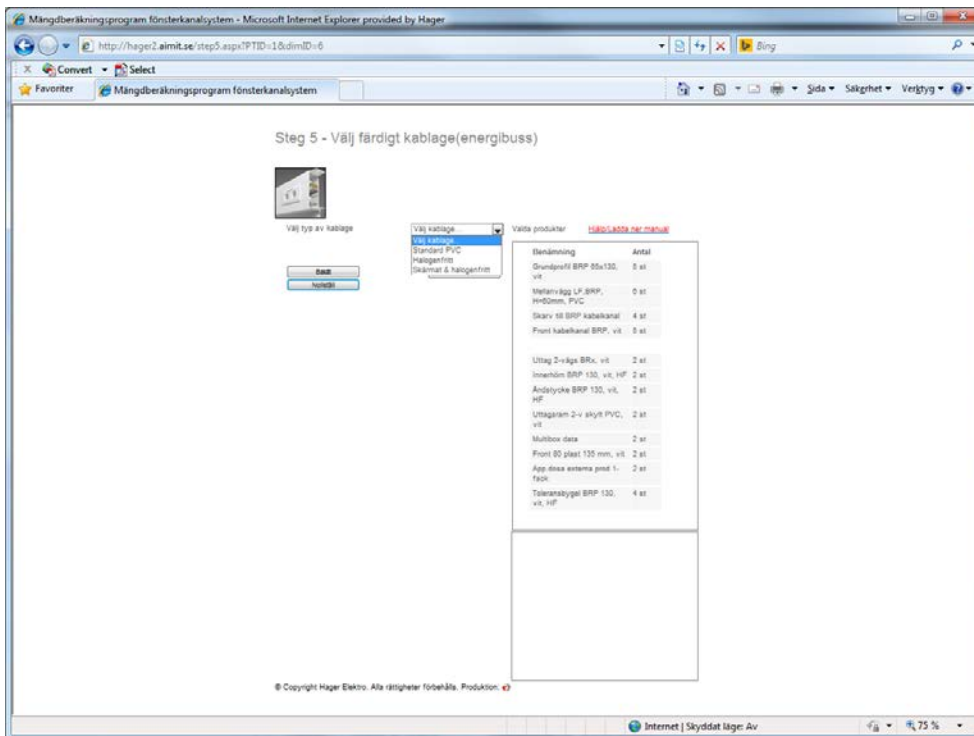 Mängdberäkningsprogram fönsterkanalsystem - Microsoft Internet Explorer provided by Hager
http://hager2.aimit.se/step5.aspx?PTID=1&dimID=6
Bing
X Convert Select
Favoriter Mängdberäkningsprogram fönsterkanalsystem Sida Säkerhet Verktyg
Steg 5 - Välj färdigt kablage(energibuss)
Välj typ av kablage Välj kablage... Valda produkter Hjälp/Ladda ner manual
Välj kablage...
Standard PVC
Halogenfritt
Skärmat & halogenfritt
Bakåt
Nollställ
Benämning Antal
Grundprofil BRP 65x130, st
vit
Mellanvägg LF,BRP, st
H=60mm, PVC
Skarv till BRP kabelkanal 4 st
Front kabelkanal BRP, vit st
Uttag 2-vägs BRx, vit 2 st
Innerhörn BRP 130, vit, HF 2 st
Ändstycke BRP 130, vit, 2 st
HF
Uttagsram 2-v skytt PVC, 2 st
vit
Multibox data 2 st
Front 80 plast 135 mm, vit 2 st
App.dosa externa prod 1- 2 st
fack
Toleransbygel BRP 130, 4 st
vit, HF
© Copyright Hager Elektro. Alla rättigheter förbehålls. Produktion:
Internet | Skyddat läge: Av 75 %